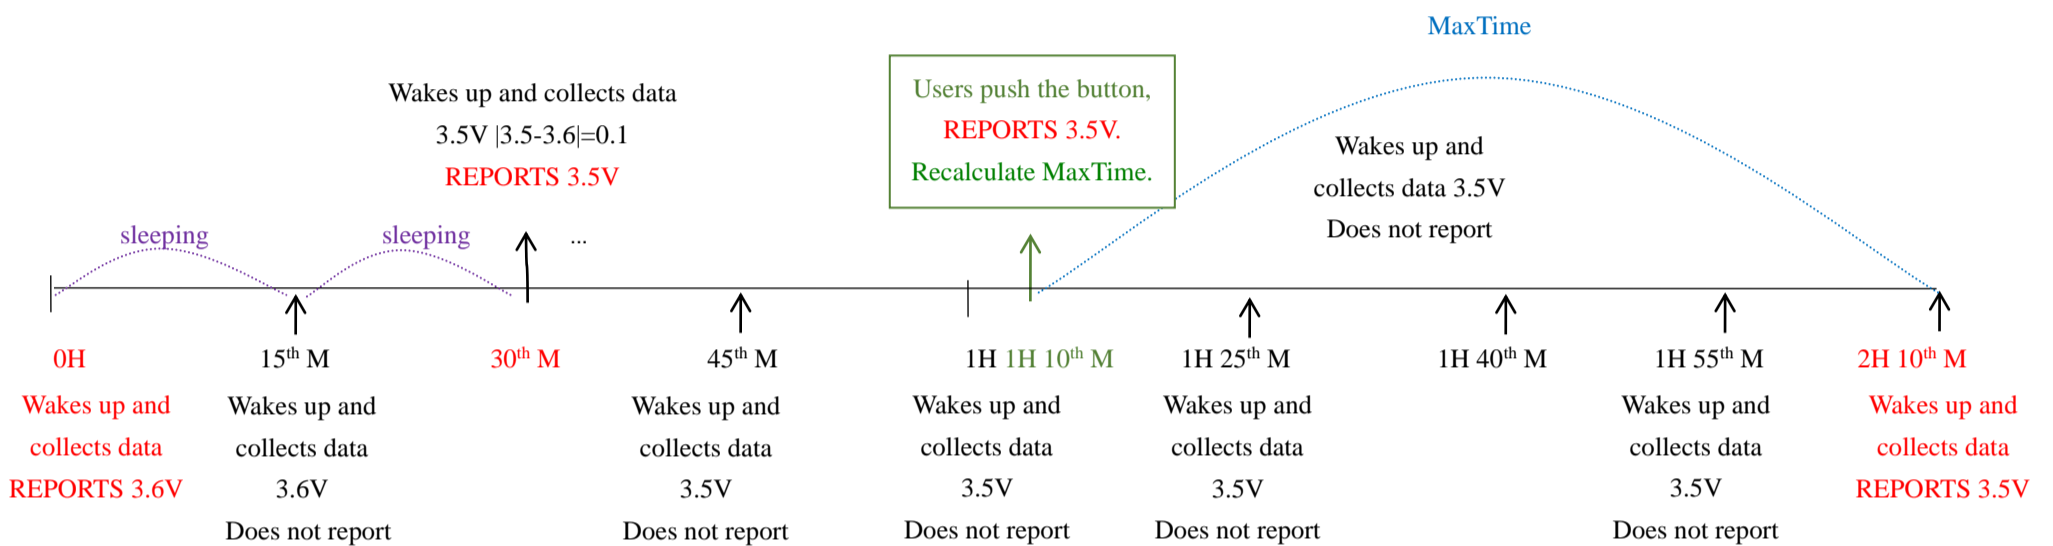 MaxTime
Wakes up and collects data
3.5V |3.5-3.6|=0.1
REPORTS 3.5V
Users push the button,
REPORTS 3.5V.
Recalculate MaxTime.
Wakes up and
collects data 3.5V
Does not report
sleeping
sleeping
...
0H
Wakes up and
collects data
REPORTS 3.6V
15th M
Wakes up and
collects data
3.6V
Does not report
30th M
45th M
Wakes up and
collects data
3.5V
Does not report
1H 1H 10th M
Wakes up and
collects data
3.5V
Does not report
1H 25th M
Wakes up and
collects data
3.5V
Does not report
1H 40th M
1H 55th M
Wakes up and
collects data
3.5V
Does not report
2H 10th M
Wakes up and
collects data
REPORTS 3.5V